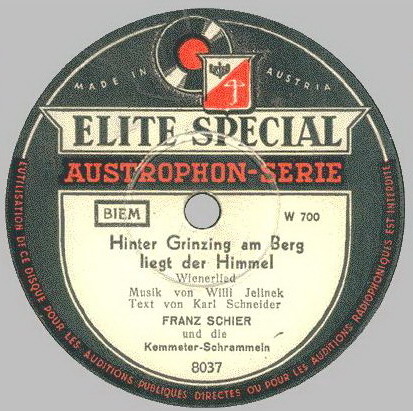 MADE IN AUSTRIA
ELITE SPECIAL
AUSTROPHON-SERIE
BIEM
W 700
Hinter Grinzing am Berg
liegt der Himmel
Wienerlied
Musik von Willi Jelinek
Text von Karl Schneider
FRANZ SCHIER
und die
Kemmeter-Schrammeln
8037
L'UTILISATION DE CE DISQUE POUR LES AUDITIONS PUBLIQUES DIRECTES OU POUR LES AUDITIONS RADIOPHONIQUES EST INTERDITE